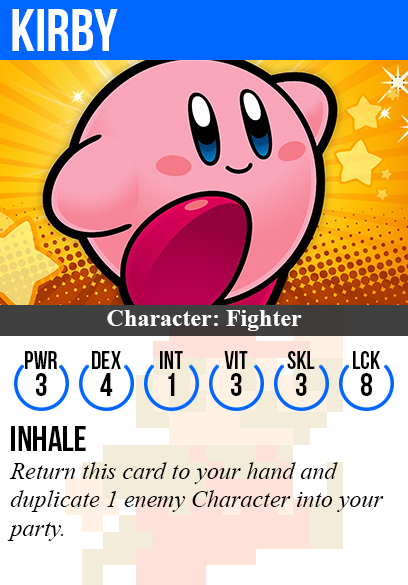 KIRBY
Character: Fighter
PWR DEX INT VIT SKL LCK
3 4 1 3 3 8
INHALE
Return this card to your hand and
duplicate 1 enemy Character into your
party.